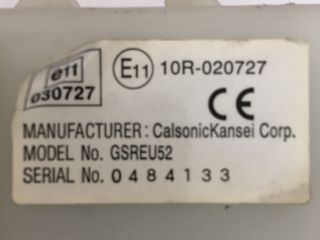 e11
030727
E11 10R-020727
CE
MANUFACTURER: CalsonicKansei Corp.
MODEL No. GSREU52
SERIAL No. 0484133